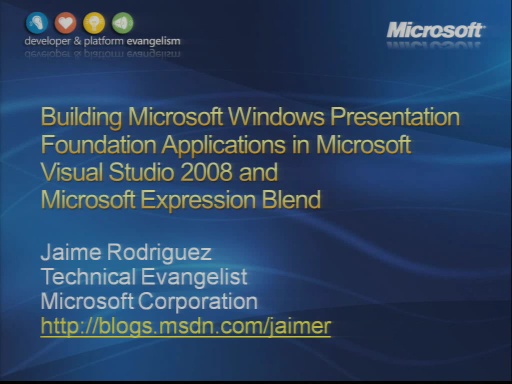 developer & platform evangelism
Microsoft
Building Microsoft Windows Presentation
Foundation Applications in Microsoft
Visual Studio 2008 and
Microsoft Expression Blend
Jaime Rodriguez
Technical Evangelist
Microsoft Corporation
http://blogs.msdn.com/jaimer